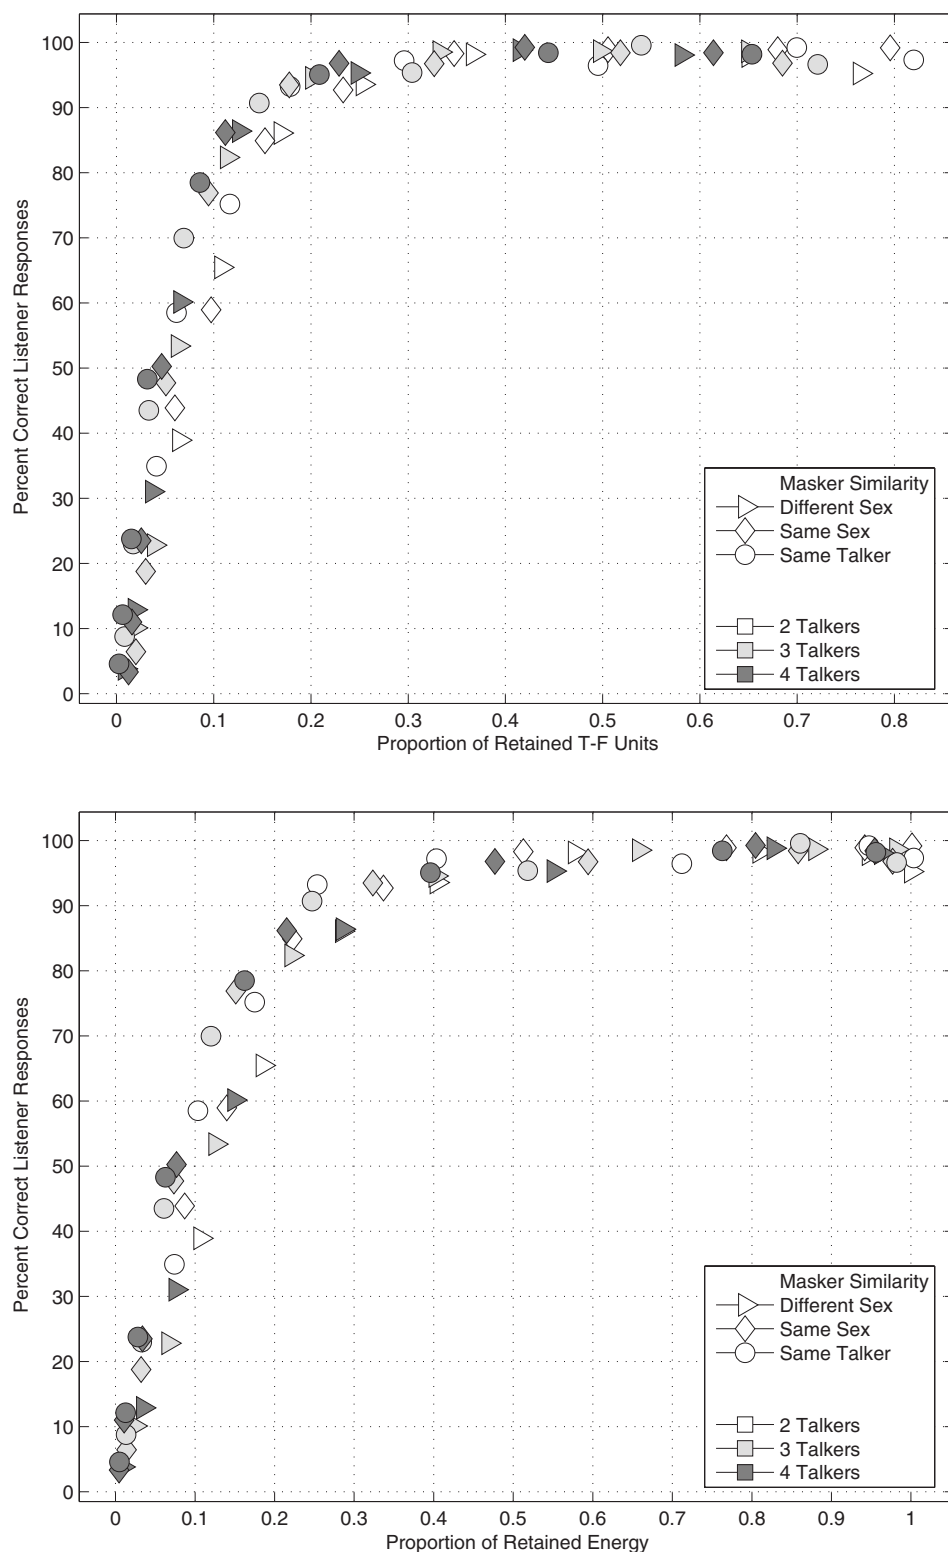 100
90
80
70
60
50
40
30
20
10
0
Percent Correct Listener Responses
Masker Similarity
Different Sex
Same Sex
Same Talker
2 Talkers
3 Talkers
4 Talkers
0 0.1 0.2 0.3 0.4 0.5 0.6 0.7 0.8
Proportion of Retained T-F Units
100
90
80
70
60
50
40
30
20
10
0
Percent Correct Listener Responses
Masker Similarity
Different Sex
Same Sex
Same Talker
2 Talkers
3 Talkers
4 Talkers
0 0.1 0.2 0.3 0.4 0.5 0.6 0.7 0.8 0.9 1
Proportion of Retained Energy